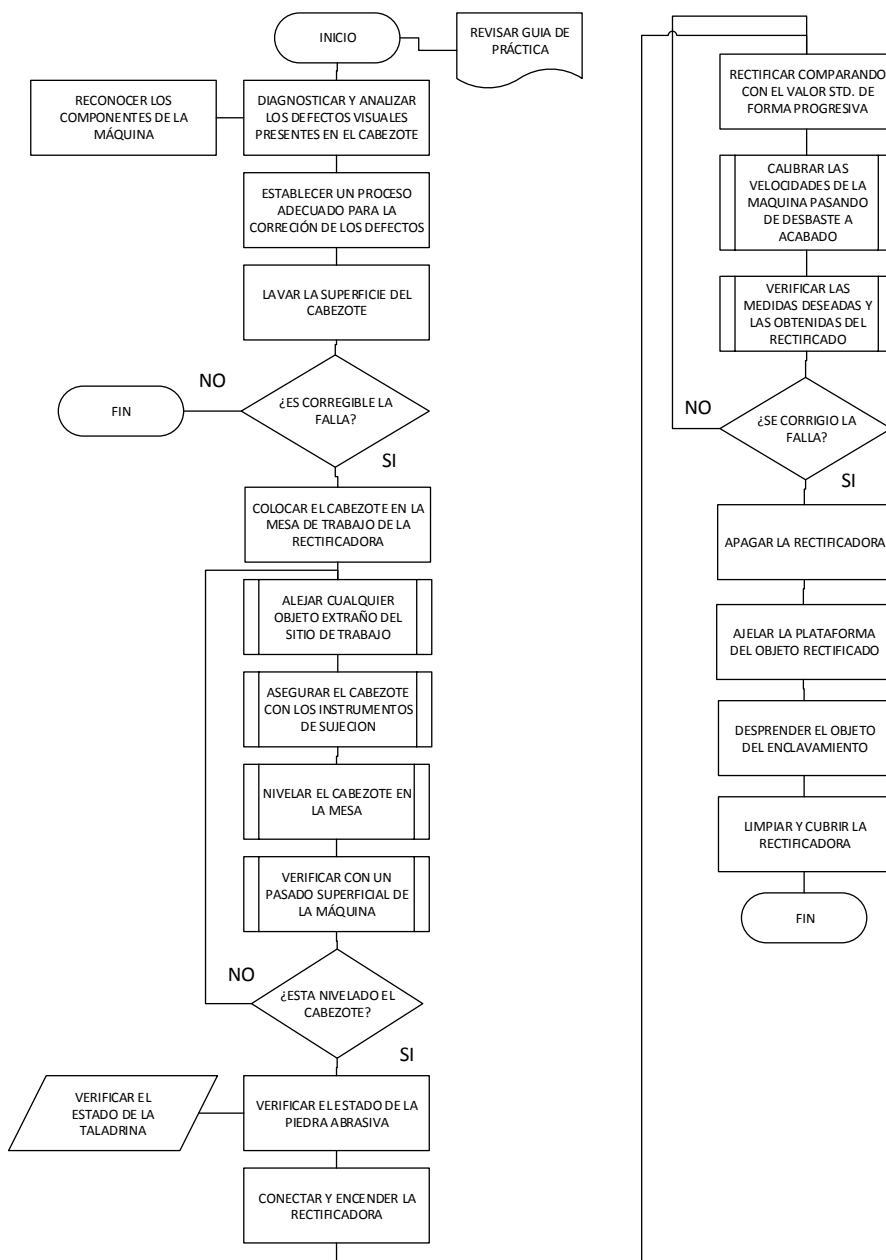 INICIO
REVISAR GUIA DE
PRÁCTICA
RECONOCER LOS
COMPONENTES DE LA
MÁQUINA
DIAGNOSTICAR Y ANALIZAR
LOS DEFECTOS VISUALES
PRESENTES EN EL CABEZOTE
ESTABLECER UN PROCESO
ADECUADO PARA LA
CORRECIÓN DE LOS DEFECTOS
LAVAR LA SUPERFICIE DEL
CABEZOTE
¿ES CORREGIBLE LA
FALLA?
NO
FIN
SI
COLOCAR EL CABEZOTE EN LA
MESA DE TRABAJO DE LA
RECTIFICADORA
ALEJAR CUALQUIER
OBJETO EXTRAÑO DEL
SITIO DE TRABAJO
ASEGURAR EL CABEZOTE
CON LOS INSTRUMENTOS
DE SUJECION
NIVELAR EL CABEZOTE EN
LA MESA
VERIFICAR CON UN
PASADO SUPERFICIAL DE
LA MÁQUINA
NO
¿ESTA NIVELADO EL
CABEZOTE?
SI
VERIFICAR EL
ESTADO DE LA
TALADRINA
VERIFICAR EL ESTADO DE LA
PIEDRA ABRASIVA
CONECTAR Y ENCENDER LA
RECTIFICADORA
RECTIFICAR COMPARANDO
CON EL VALOR STD. DE
FORMA PROGRESIVA
CALIBRAR LAS
VELOCIDADES DE LA
MAQUINA PASANDO
DE DESBASTE A
ACABADO
VERIFICAR LAS
MEDIDAS DESEADAS Y
LAS OBTENIDAS DEL
RECTIFICADO
NO
¿SE CORRIGIO LA
FALLA?
SI
APAGAR LA RECTIFICADORA
AJELAR LA PLATAFORMA
DEL OBJETO RECTIFICADO
DESPRENDER EL OBJETO
DEL ENCLAVAMIENTO
LIMPIAR Y CUBRIR LA
RECTIFICADORA
FIN